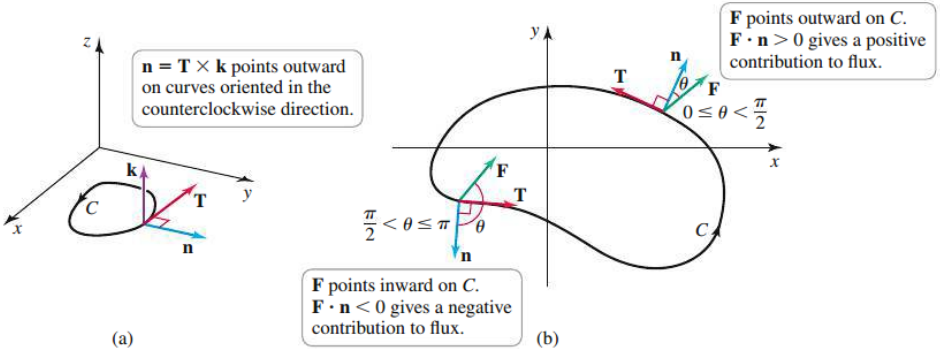 z
n = T × k points outward
on curves oriented in the
counterclockwise direction.
k
T
y
x
C
n
(a)
F points outward on C.
F · n > 0 gives a positive
contribution to flux.
y
n
T
θ
F
0 ≤ θ < π/2
x
F
T
π/2 < θ ≤ π
θ
C
n
F points inward on C.
F · n < 0 gives a negative
contribution to flux.
(b)